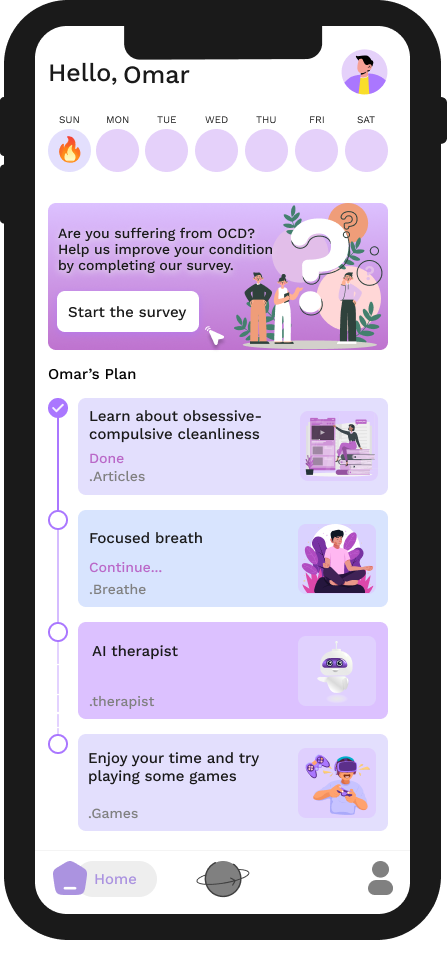 Hello, Omar
SUN MON TUE WED THU FRI SAT
Are you suffering from OCD?
Help us improve your condition
by completing our survey.
Start the survey
Omar's Plan
Learn about obsessive-
compulsive cleanliness
Done
.Articles
Focused breath
Continue...
.Breathe
AI therapist
.therapist
Enjoy your time and try
playing some games
.Games
Home